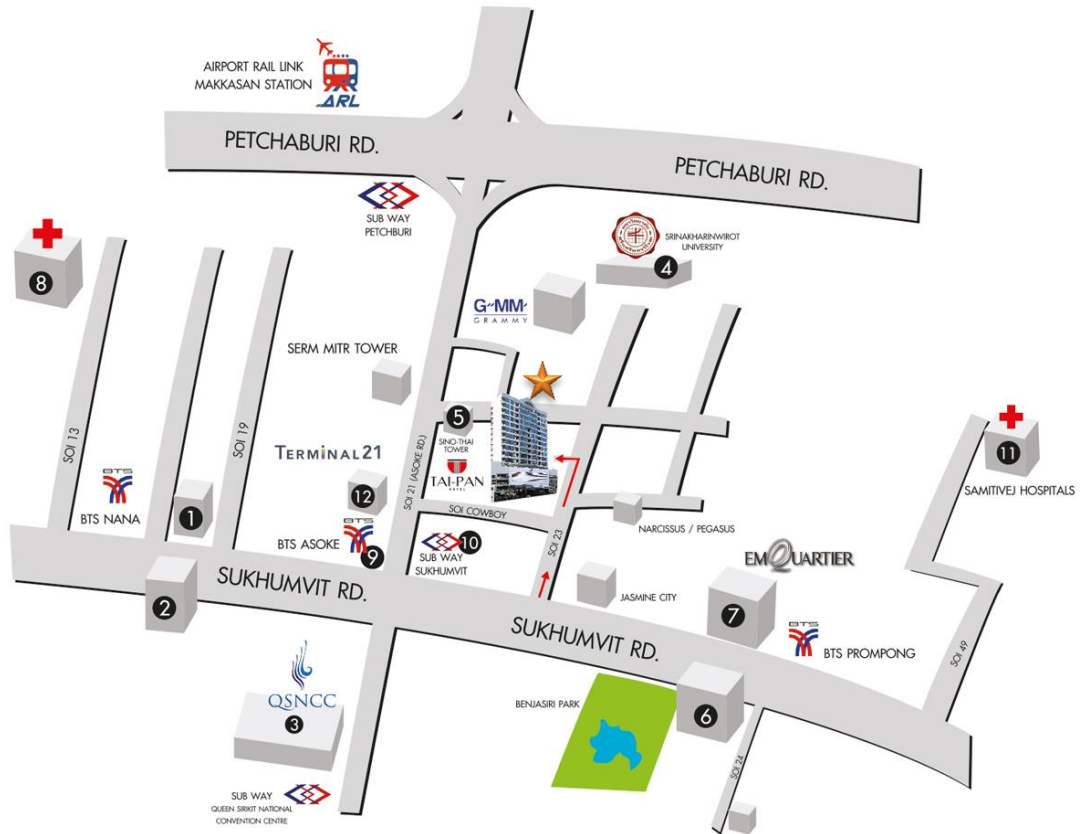 AIRPORT RAIL LINK
MAKKASAN STATION
ARL
PETCHABURI RD.
PETCHABURI RD.
SUB WAY
PETCHBURI
SRINAKHARINWIROT
UNIVERSITY
4
8
G"MM'
GRAMMY
SERM MITR TOWER
5
SINO-THAI
TOWER
TAI-PAN
HOTEL
SOI 13
SOI 19
SOI 21 (ASOKE RD.)
TERMINAL 21
12
BTS
BTS NANA
1
BTS
BTS ASOKE
9
SOI COWBOY
10
SUB WAY
SUKHUMVIT
SOI 23
NARCISSUS / PEGASUS
11
SAMITIVEJ HOSPITALS
EMQUARTIER
JASMINE CITY
2
SUKHUMVIT RD.
SUKHUMVIT RD.
7
BTS
BTS PROMPONG
SOI 49
QSNCC
3
BENJASIRI PARK
6
SOI 24
SUB WAY
QUEEN SIRIKIT NATIONAL
CONVENTION CENTRE